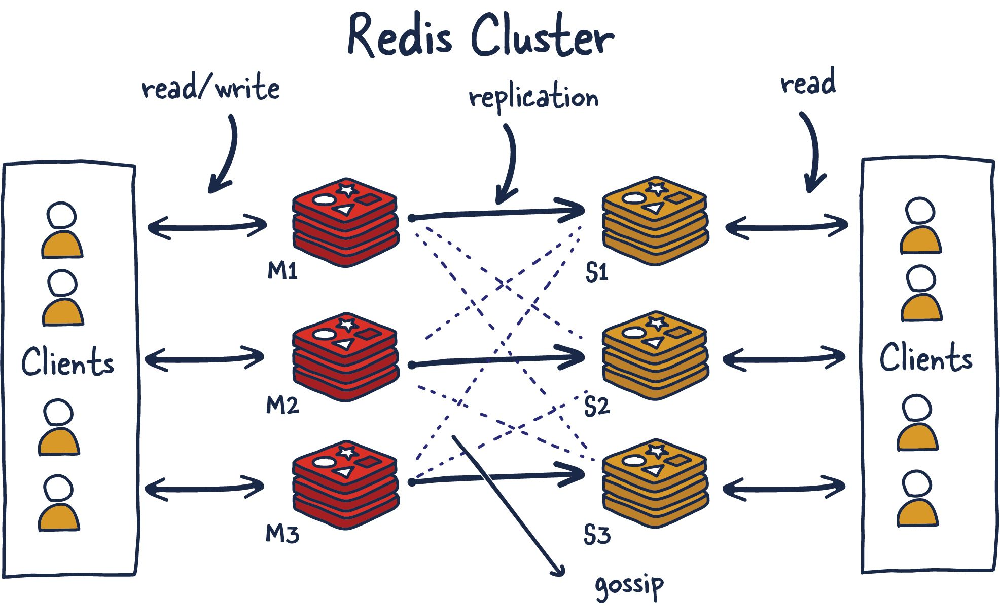 Redis Cluster
read/write
replication
read
M1
S1
Clients
Clients
M2
S2
M3
S3
gossip